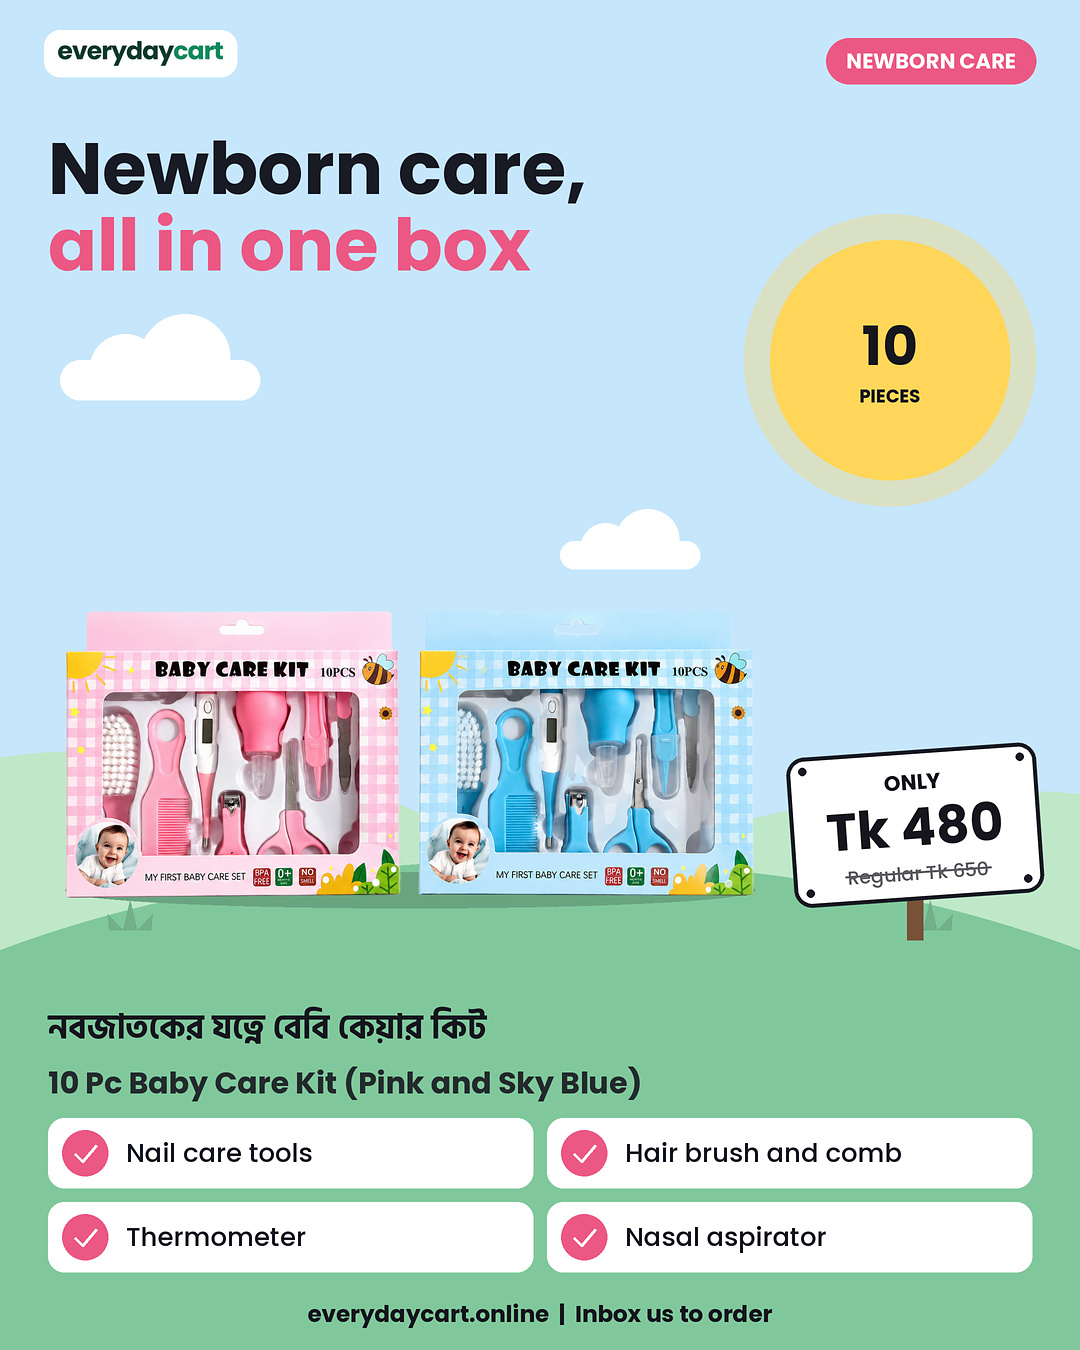 everydaycart
NEWBORN CARE
Newborn care,
all in one box
10
PIECES
BABY CARE KIT 10PCS
MY FIRST BABY CARE SET
BPA FREE
0+ MONTHS
NO SMELL
BABY CARE KIT 10PCS
MY FIRST BABY CARE SET
BPA FREE
0+ MONTHS
NO SMELL
ONLY
Tk 480
Regular Tk 650
নবজাতকের যত্নে বেবি কেয়ার কিট
10 Pc Baby Care Kit (Pink and Sky Blue)
Nail care tools
Hair brush and comb
Thermometer
Nasal aspirator
everydaycart.online | Inbox us to order